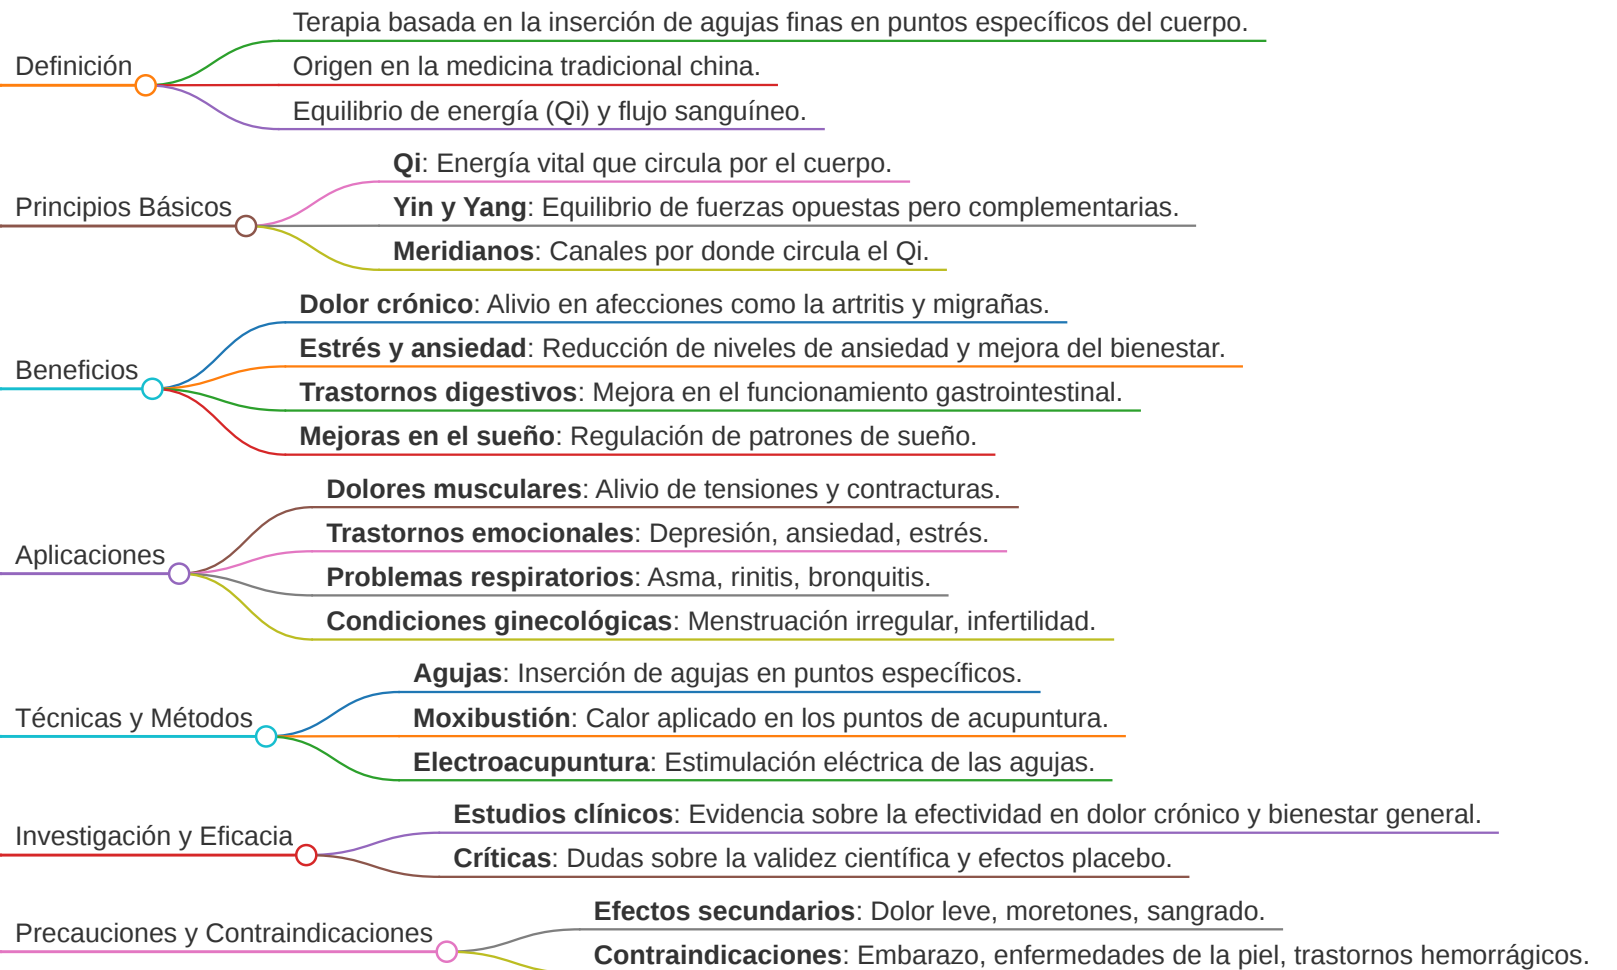 Definición
Terapia basada en la inserción de agujas finas en puntos específicos del cuerpo.
Origen en la medicina tradicional china.
Equilibrio de energía (Qi) y flujo sanguíneo.
Principios Básicos
Qi: Energía vital que circula por el cuerpo.
Yin y Yang: Equilibrio de fuerzas opuestas pero complementarias.
Meridianos: Canales por donde circula el Qi.
Beneficios
Dolor crónico: Alivio en afecciones como la artritis y migrañas.
Estrés y ansiedad: Reducción de niveles de ansiedad y mejora del bienestar.
Trastornos digestivos: Mejora en el funcionamiento gastrointestinal.
Mejoras en el sueño: Regulación de patrones de sueño.
Aplicaciones
Dolores musculares: Alivio de tensiones y contracturas.
Trastornos emocionales: Depresión, ansiedad, estrés.
Problemas respiratorios: Asma, rinitis, bronquitis.
Condiciones ginecológicas: Menstruación irregular, infertilidad.
Técnicas y Métodos
Agujas: Inserción de agujas en puntos específicos.
Moxibustión: Calor aplicado en los puntos de acupuntura.
Electroacupuntura: Estimulación eléctrica de las agujas.
Investigación y Eficacia
Estudios clínicos: Evidencia sobre la efectividad en dolor crónico y bienestar general.
Críticas: Dudas sobre la validez científica y efectos placebo.
Precauciones y Contraindicaciones
Efectos secundarios: Dolor leve, moretones, sangrado.
Contraindicaciones: Embarazo, enfermedades de la piel, trastornos hemorrágicos.